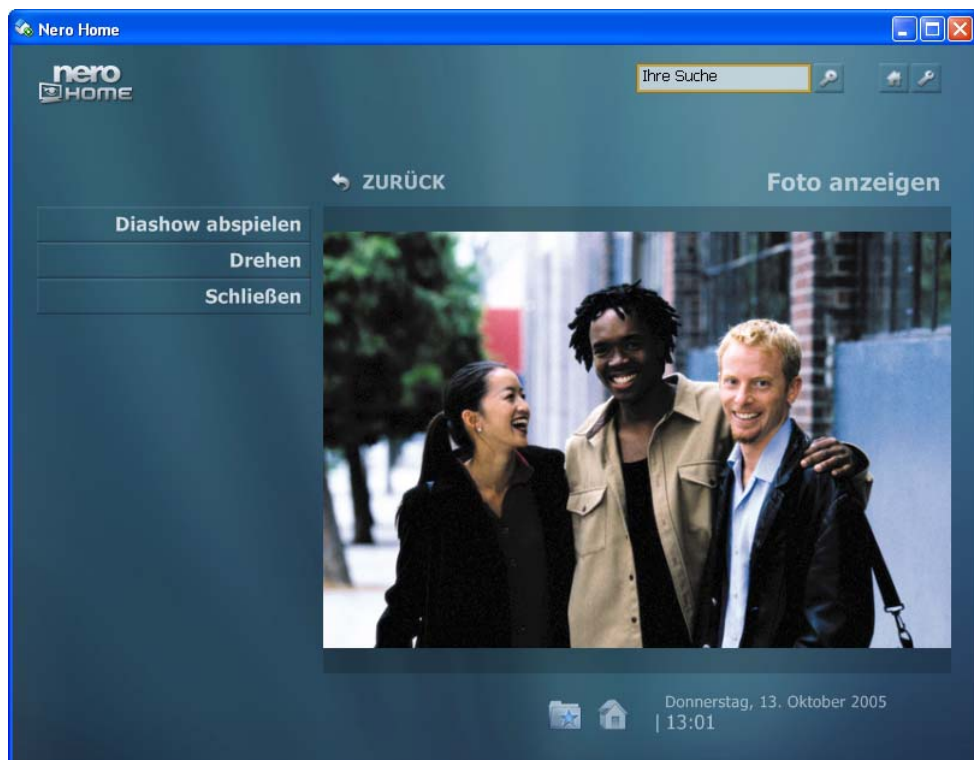 Nero Home
nero
HOME
Ihre Suche
ZURÜCK
Foto anzeigen
Diashow abspielen
Drehen
Schließen
Donnerstag, 13. Oktober 2005
| 13:01